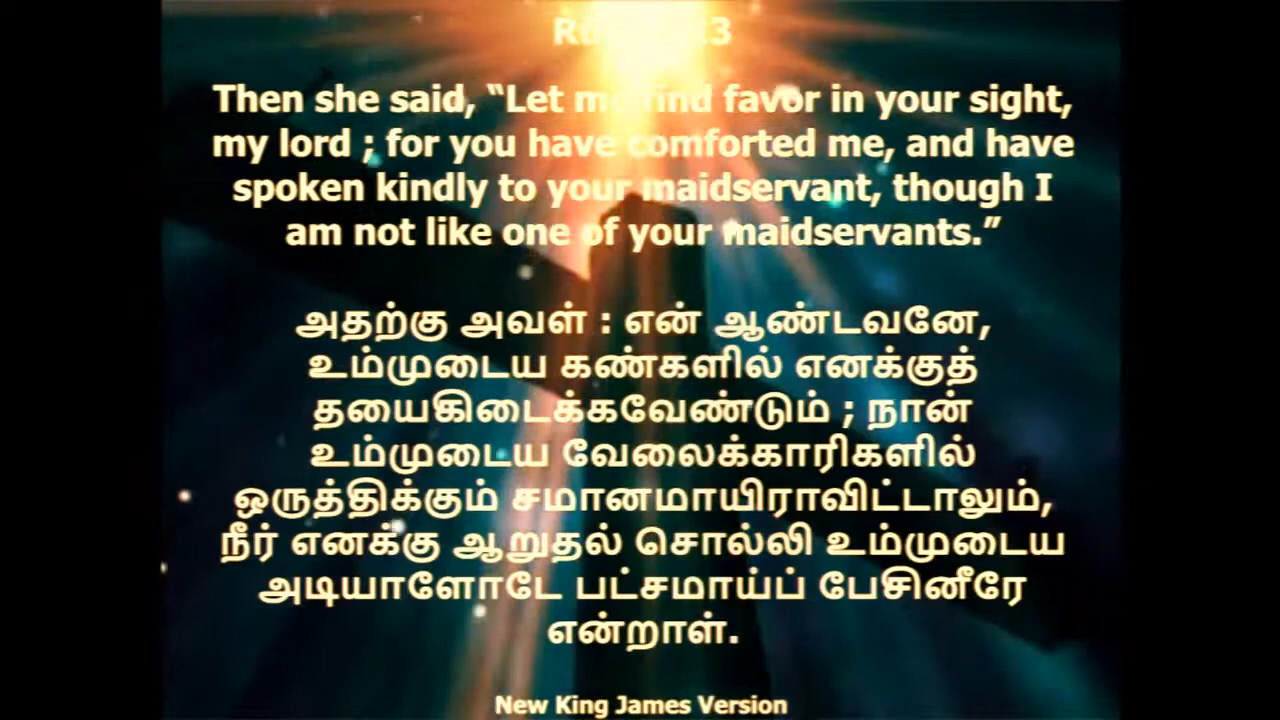 Then she said, “Let me find favor in your sight,
my lord ; for you have comforted me, and have
spoken kindly to your maidservant, though I
am not like one of your maidservants.”
அதற்கு அவள் : என் ஆண்டவனே,
உம்முடைய கண்களில் எனக்குத்
தயைகிடைக்கவேண்டும் ; நான்
உம்முடைய வேலைக்காரிகளில்
ஒருத்திக்கும் சமானமாயிராவிட்டாலும்,
நீர் எனக்கு ஆறுதல் சொல்லி உம்முடைய
அடியாளோடே பட்சமாய்ப் பேசினீரே
என்றாள்.
New King James Version